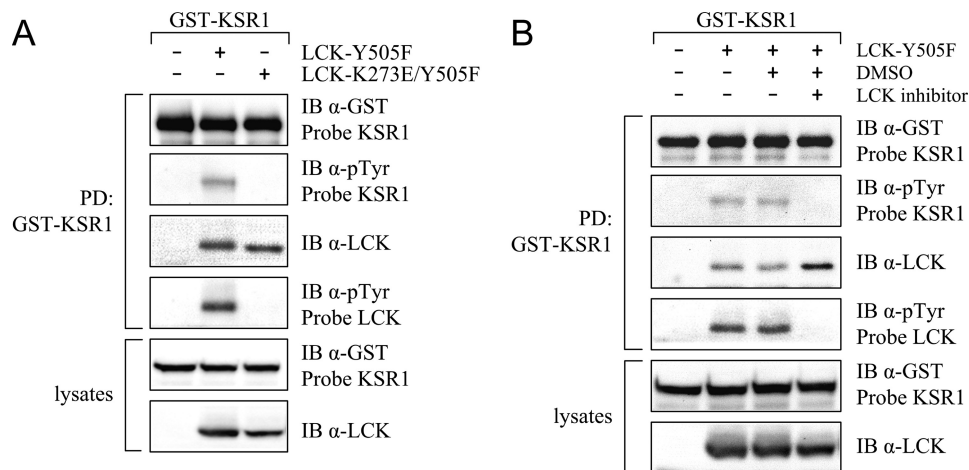 A
GST-KSR1
- + - LCK-Y505F
- - + LCK-K273E/Y505F
PD:
GST-KSR1
IB α-GST
Probe KSR1
IB α-pTyr
Probe KSR1
IB α-LCK
IB α-pTyr
Probe LCK
lysates
IB α-GST
Probe KSR1
IB α-LCK
B
GST-KSR1
- + + + LCK-Y505F
- - + + DMSO
- - - + LCK inhibitor
PD:
GST-KSR1
IB α-GST
Probe KSR1
IB α-pTyr
Probe KSR1
IB α-LCK
IB α-pTyr
Probe LCK
lysates
IB α-GST
Probe KSR1
IB α-LCK